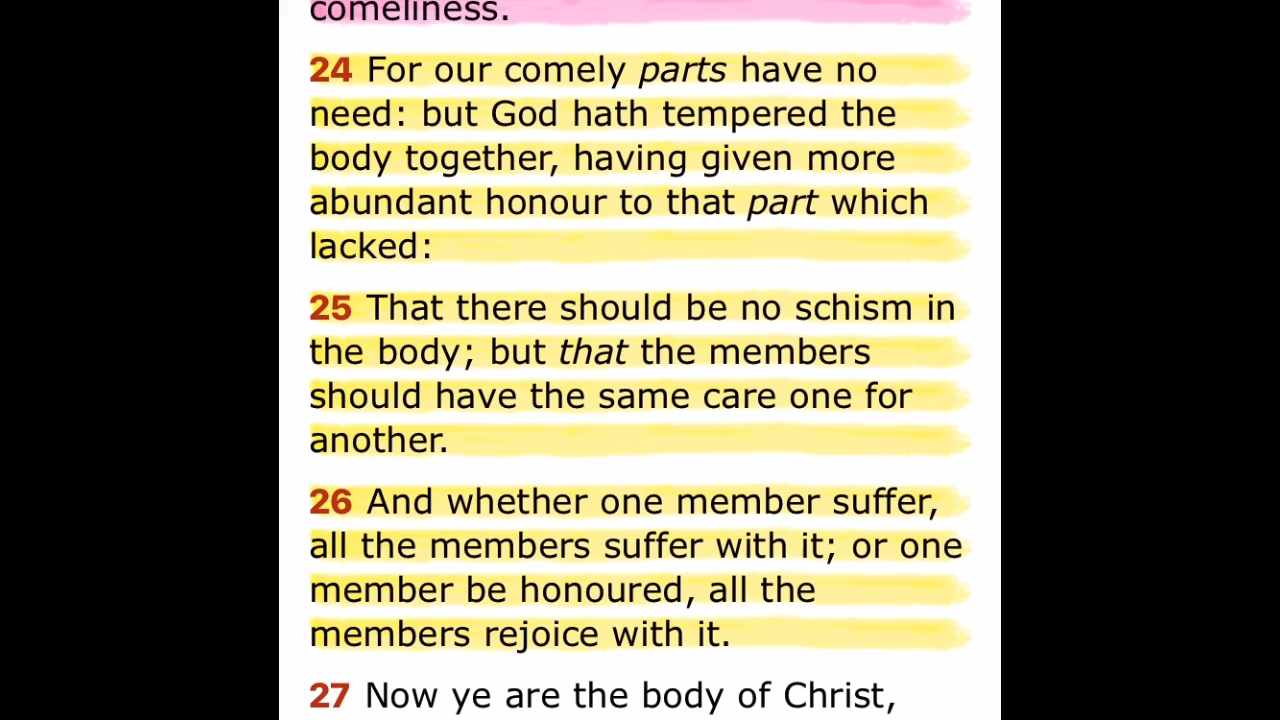 comeliness.
24 For our comely parts have no
need: but God hath tempered the
body together, having given more
abundant honour to that part which
lacked:
25 That there should be no schism in
the body; but that the members
should have the same care one for
another.
26 And whether one member suffer,
all the members suffer with it; or one
member be honoured, all the
members rejoice with it.
27 Now ye are the body of Christ,